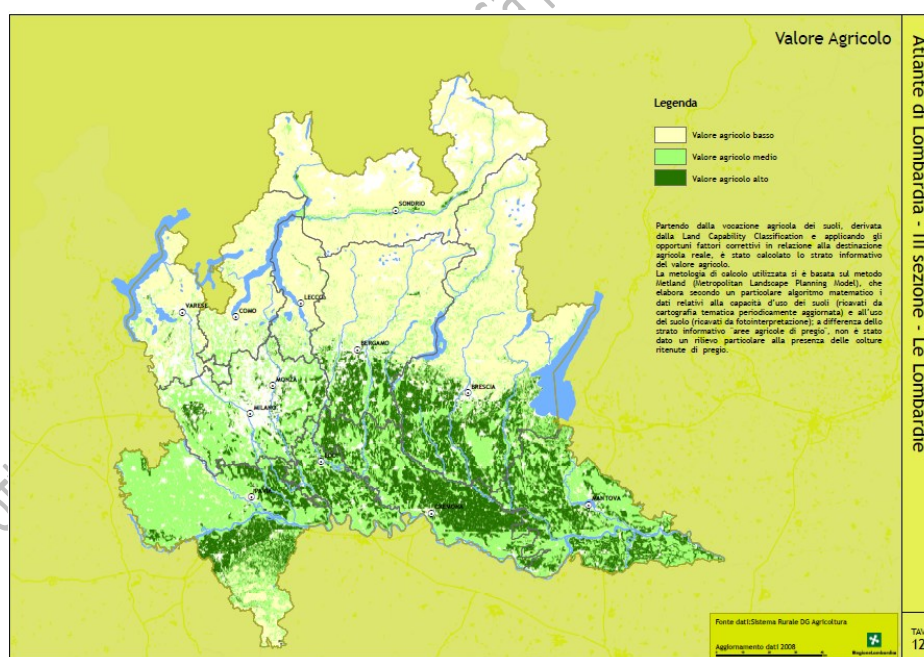 Valore Agricolo
Legenda
Valore agricolo basso
Valore agricolo medio
Valore agricolo alto
Partendo dalla vocazione agricola dei suoli, derivata
dalla Land Capability Classification e applicando gli
opportuni fattori correttivi in relazione alla destinazione
agricola reale, è stato calcolato lo strato informativo
del valore agricolo.
La metologia di calcolo utilizzata si è basata sul metodo
Metland (Metropolitan Landscape Planning Model), che
elabora secondo un particolare algoritmo matematico i
dati relativi alla capacità d'uso dei suoli (ricavati da
cartografia tematica periodicamente aggiornata) e all'uso
del suolo (ricavati da fotointerpretazione); a differenza dello
strato informativo "aree agricole di pregio", non è stato
dato un rilievo particolare alla presenza delle colture
ritenute di pregio.
SONDRIO
LECCO
VARESE
COMO
BERGAMO
MONZA
BRESCIA
MILANO
MANTOVA
CREMONA
Fonte dati:Sistema Rurale DG Agricoltura
Aggiornamento dati 2008
RegioneLombardia
Atlante di Lombardia - III sezione - Le Lombardie
TAV
12